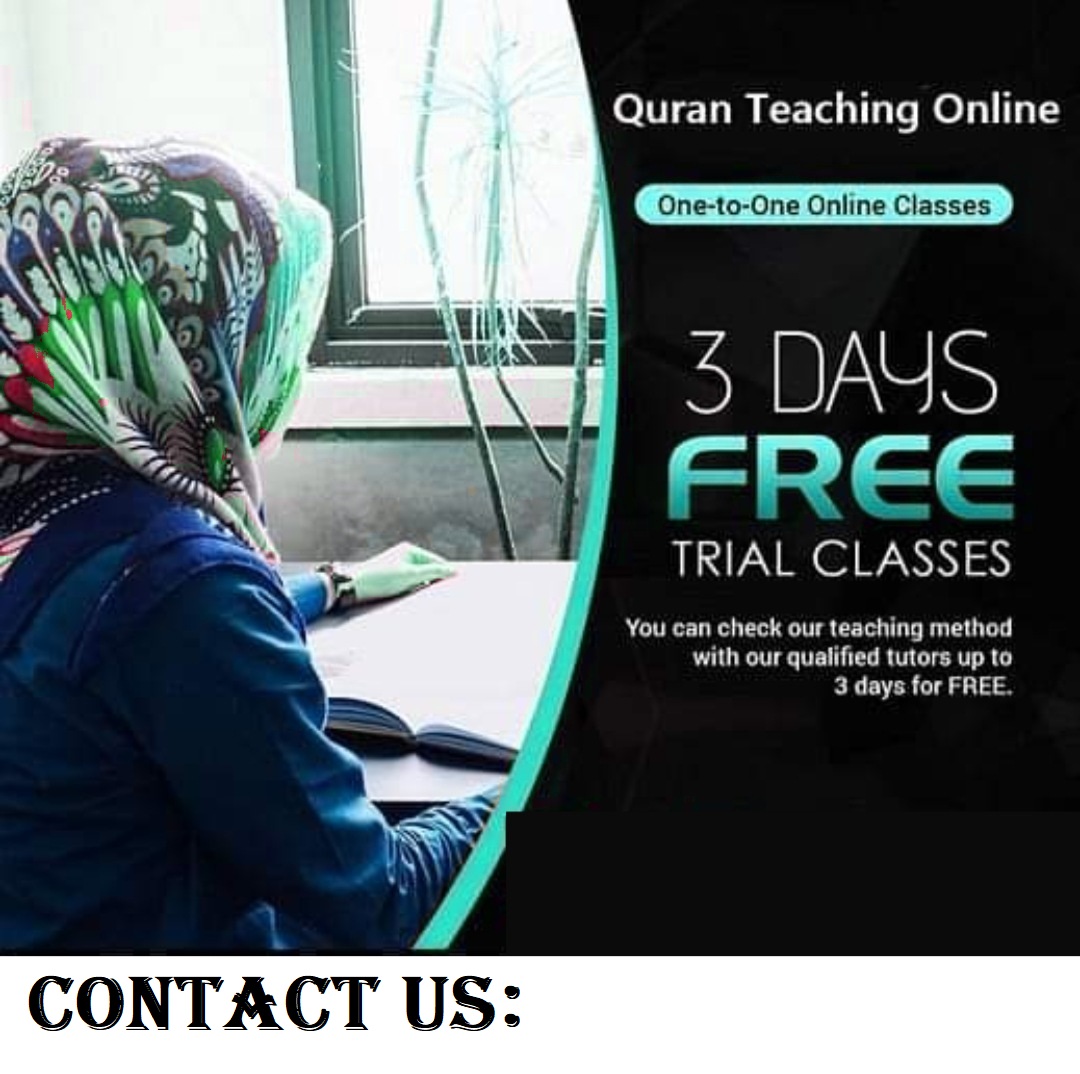 Quran Teaching Online
One-to-One Online Classes
3 DAYS
FREE
TRIAL CLASSES
You can check our teaching method
with our qualified tutors up to
3 days for FREE.
CONTACT US: